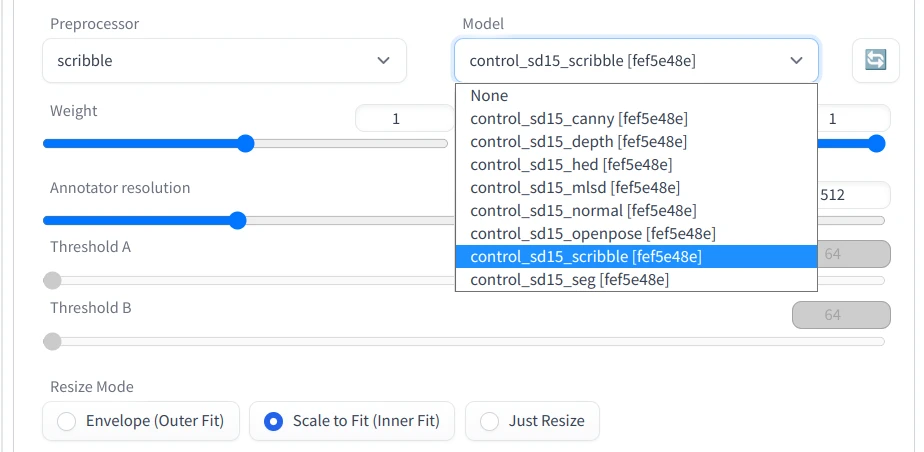 Preprocessor
Model
scribble
control_sd15_scribble [fef5e48e]
None
control_sd15_canny [fef5e48e]
control_sd15_depth [fef5e48e]
control_sd15_hed [fef5e48e]
control_sd15_mlsd [fef5e48e]
control_sd15_normal [fef5e48e]
control_sd15_openpose [fef5e48e]
control_sd15_scribble [fef5e48e]
control_sd15_seg [fef5e48e]
Weight
1
1
Annotator resolution
512
Threshold A
64
Threshold B
64
Resize Mode
Envelope (Outer Fit)
Scale to Fit (Inner Fit)
Just Resize